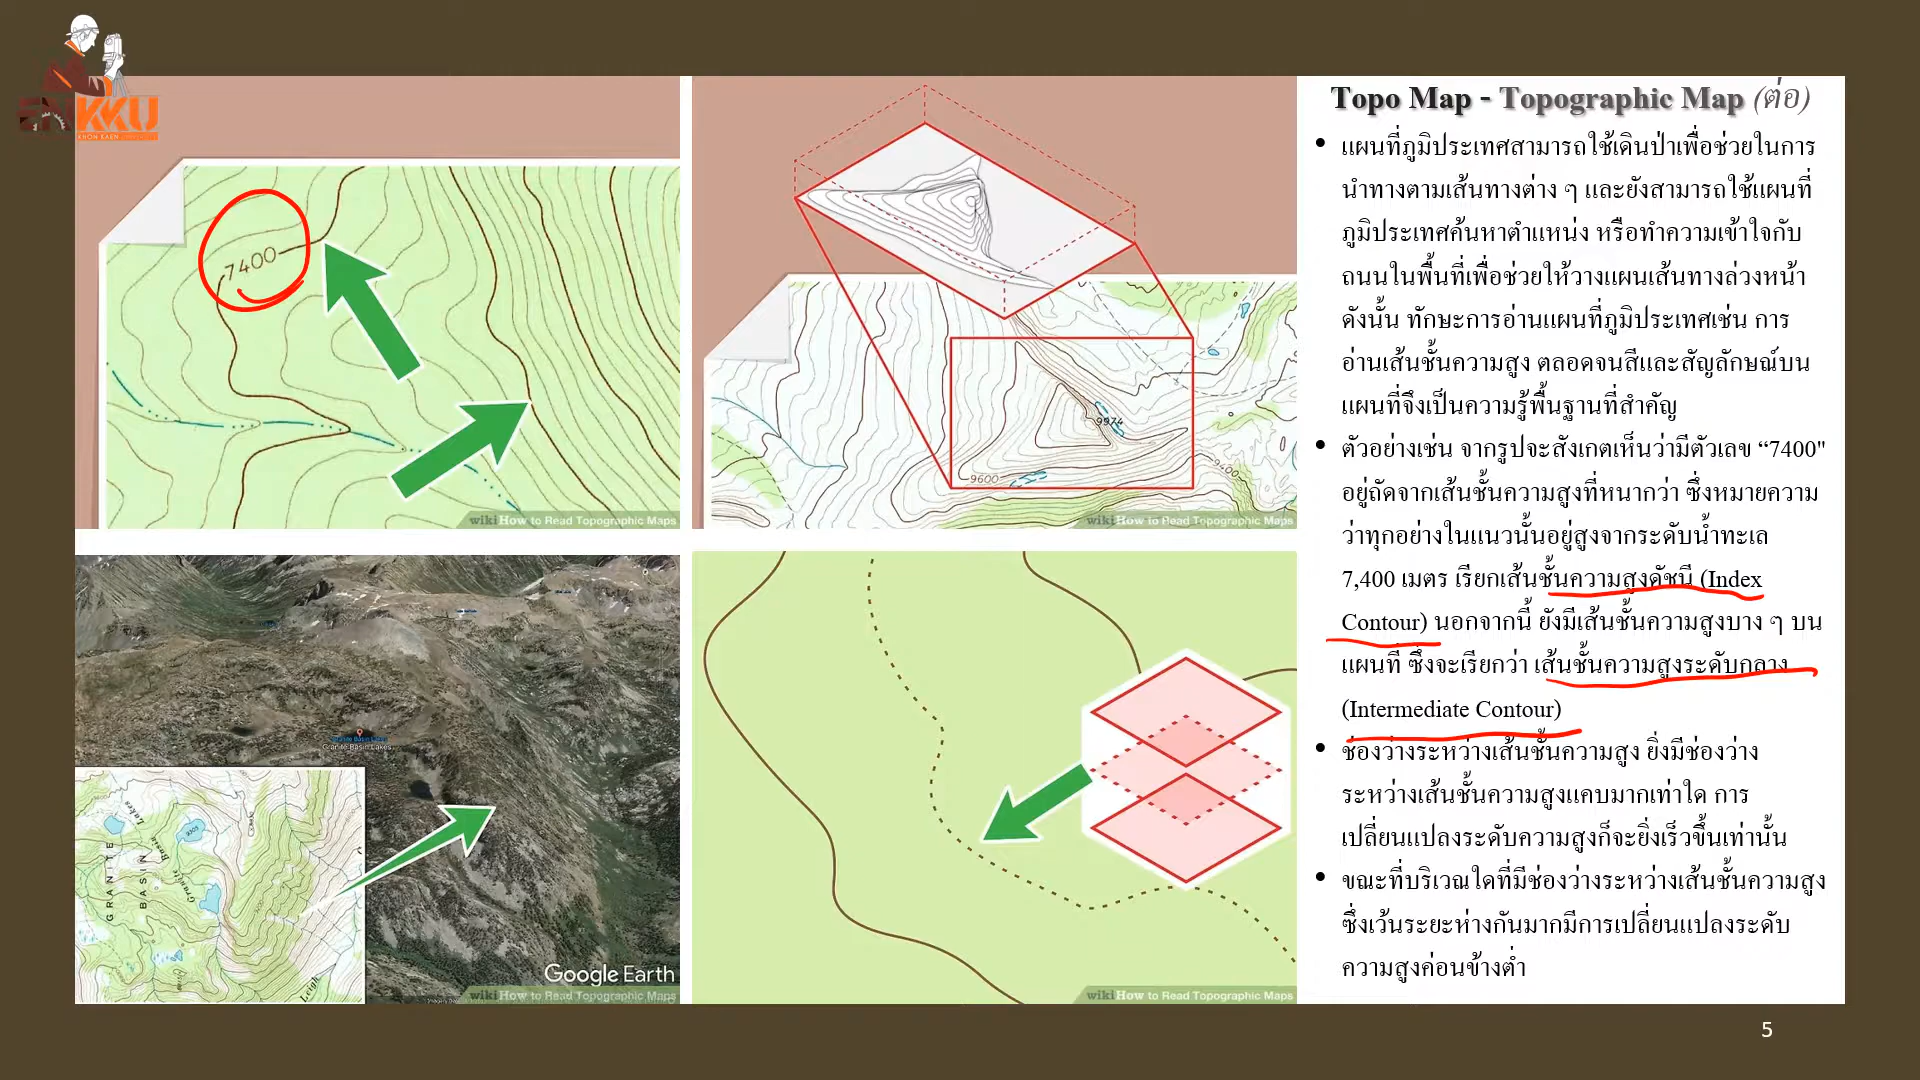 ENKKU
KHON KAEN
7400
wikiHow to Read Topographic Maps
9974
9600
9400
wikiHow to Read Topographic Maps
Granite Basin Lakes
Granite Basin Lakes
GRANITE
BASIN
Granite Basin Lakes
Leigh
Google Earth
wikiHow to Read Topographic Maps
wikiHow to Read Topographic Maps
Topo Map - Topographic Map (ต่อ)
• แผนที่ภูมิประเทศสามารถใช้เดินป่าเพื่อช่วยในการ
นำทางตามเส้นทางต่าง ๆ และยังสามารถใช้แผนที่
ภูมิประเทศค้นหาตำแหน่ง หรือทำความเข้าใจกับ
ถนนในพื้นที่เพื่อช่วยให้วางแผนเส้นทางล่วงหน้า
ดังนั้น ทักษะการอ่านแผนที่ภูมิประเทศเช่น การ
อ่านเส้นชั้นความสูง ตลอดจนสีและสัญลักษณ์บน
แผนที่จึงเป็นความรู้พื้นฐานที่สำคัญ
• ตัวอย่างเช่น จากรูปจะสังเกตเห็นว่ามีตัวเลข “7400"
อยู่ถัดจากเส้นชั้นความสูงที่หนากว่า ซึ่งหมายความ
ว่าทุกอย่างในแนวนั้นอยู่สูงจากระดับน้ำทะเล
7,400 เมตร เรียกเส้นชั้นความสูงดัชนี (Index
Contour) นอกจากนี้ ยังมีเส้นชั้นความสูงบาง ๆ บน
แผนที่ ซึ่งจะเรียกว่า เส้นชั้นความสูงระดับกลาง
(Intermediate Contour)
• ช่องว่างระหว่างเส้นชั้นความสูง ยิ่งมีช่องว่าง
ระหว่างเส้นชั้นความสูงแคบมากเท่าใด การ
เปลี่ยนแปลงระดับความสูงก็จะยิ่งเร็วขึ้นเท่านั้น
• ขณะที่บริเวณใดที่มีช่องว่างระหว่างเส้นชั้นความสูง
ซึ่งเว้นระยะห่างกันมากมีการเปลี่ยนแปลงระดับ
ความสูงค่อนข้างต่ำ
5